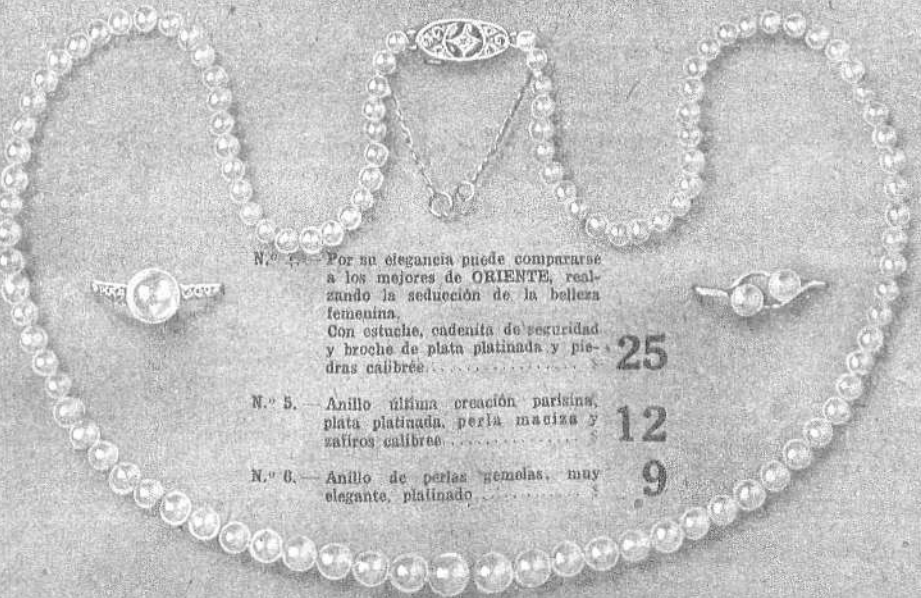 N.º — Por su elegancia puede compararse
a los mejores de ORIENTE, real-
zando la seducción de la belleza
femenina.
Con estuche, cadenita de seguridad
y broche de plata platinada y pie-
dras calibrée.................. $ 25
N.º 5. — Anillo última creación parisina,
plata platinada, perla maciza y
zafiros calibree.............. $ 12
N.º 6. — Anillo de perlas gemelas, muy
elegante, platinado............ $ 9